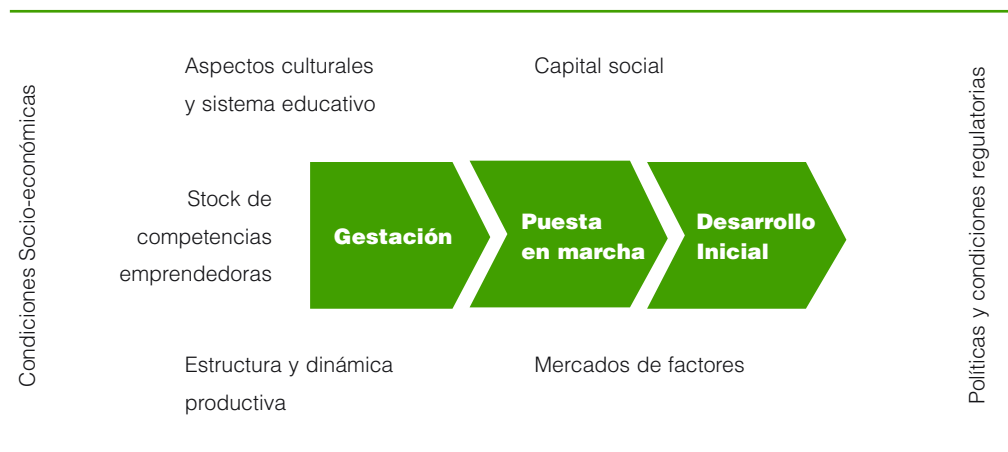 Condiciones Socio-económicas
Aspectos culturales
y sistema educativo
Capital social
Stock de
competencias
emprendedoras
Gestación
Puesta
en marcha
Desarrollo
Inicial
Estructura y dinámica
productiva
Mercados de factores
Políticas y condiciones regulatorias